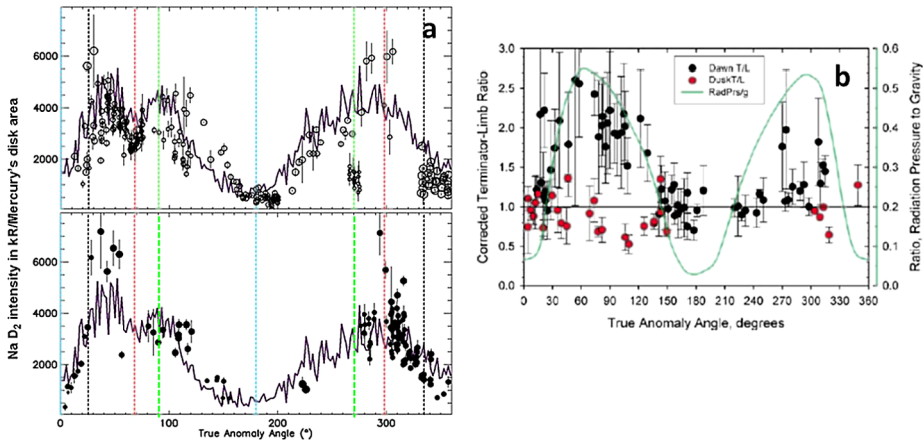 a
6000
4000
2000
6000
4000
2000
Na D2 intensity in kR/Mercury's disk area
0
100
200
300
True Anomaly Angle (°)
b
Dawn T/L
DuskT/L
RadPrs/g
3.0
2.5
2.0
1.5
1.0
0.5
0.0
Corrected Terminator-Limb Ratio
0.6
0.5
0.4
0.3
0.2
0.1
0.0
Ratio, Radiation Pressure to Gravity
0 30 60 90 120 150 180 210 240 270 300 330 360
True Anomaly Angle, degrees